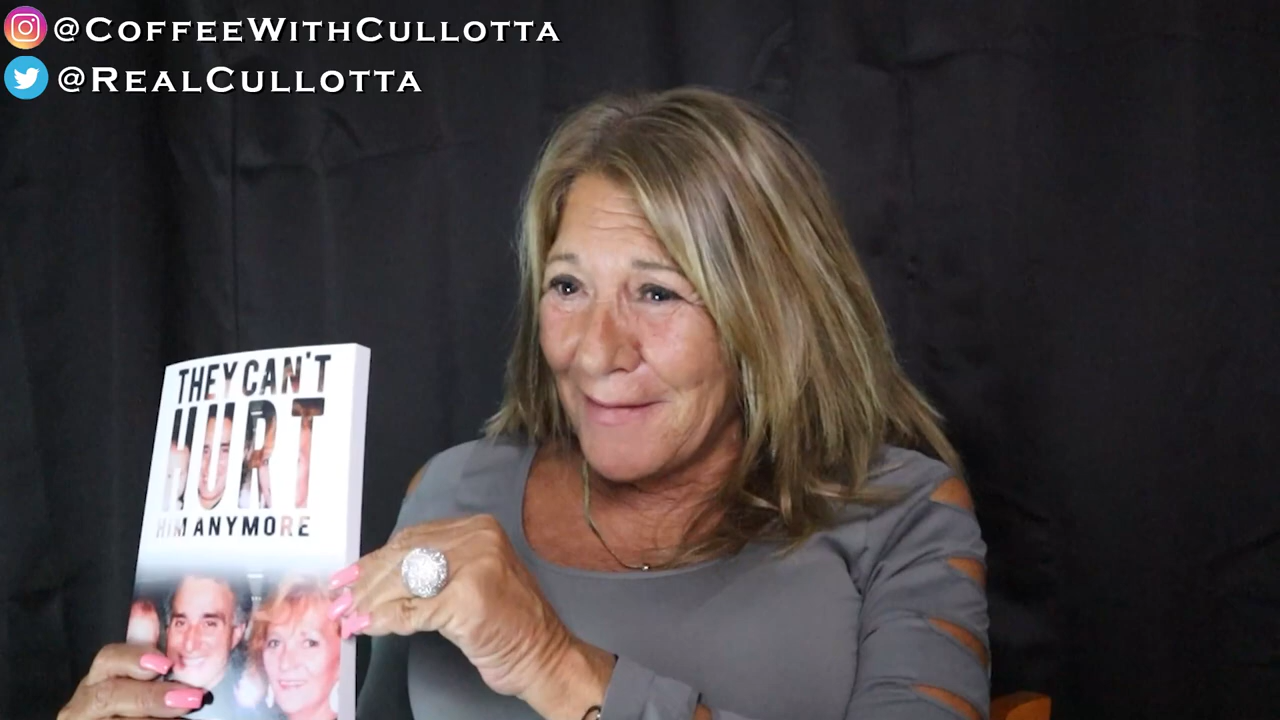 @CoffeeWithCullotta
@RealCullotta
THEY CAN'T
HURT
HIM ANYMORE